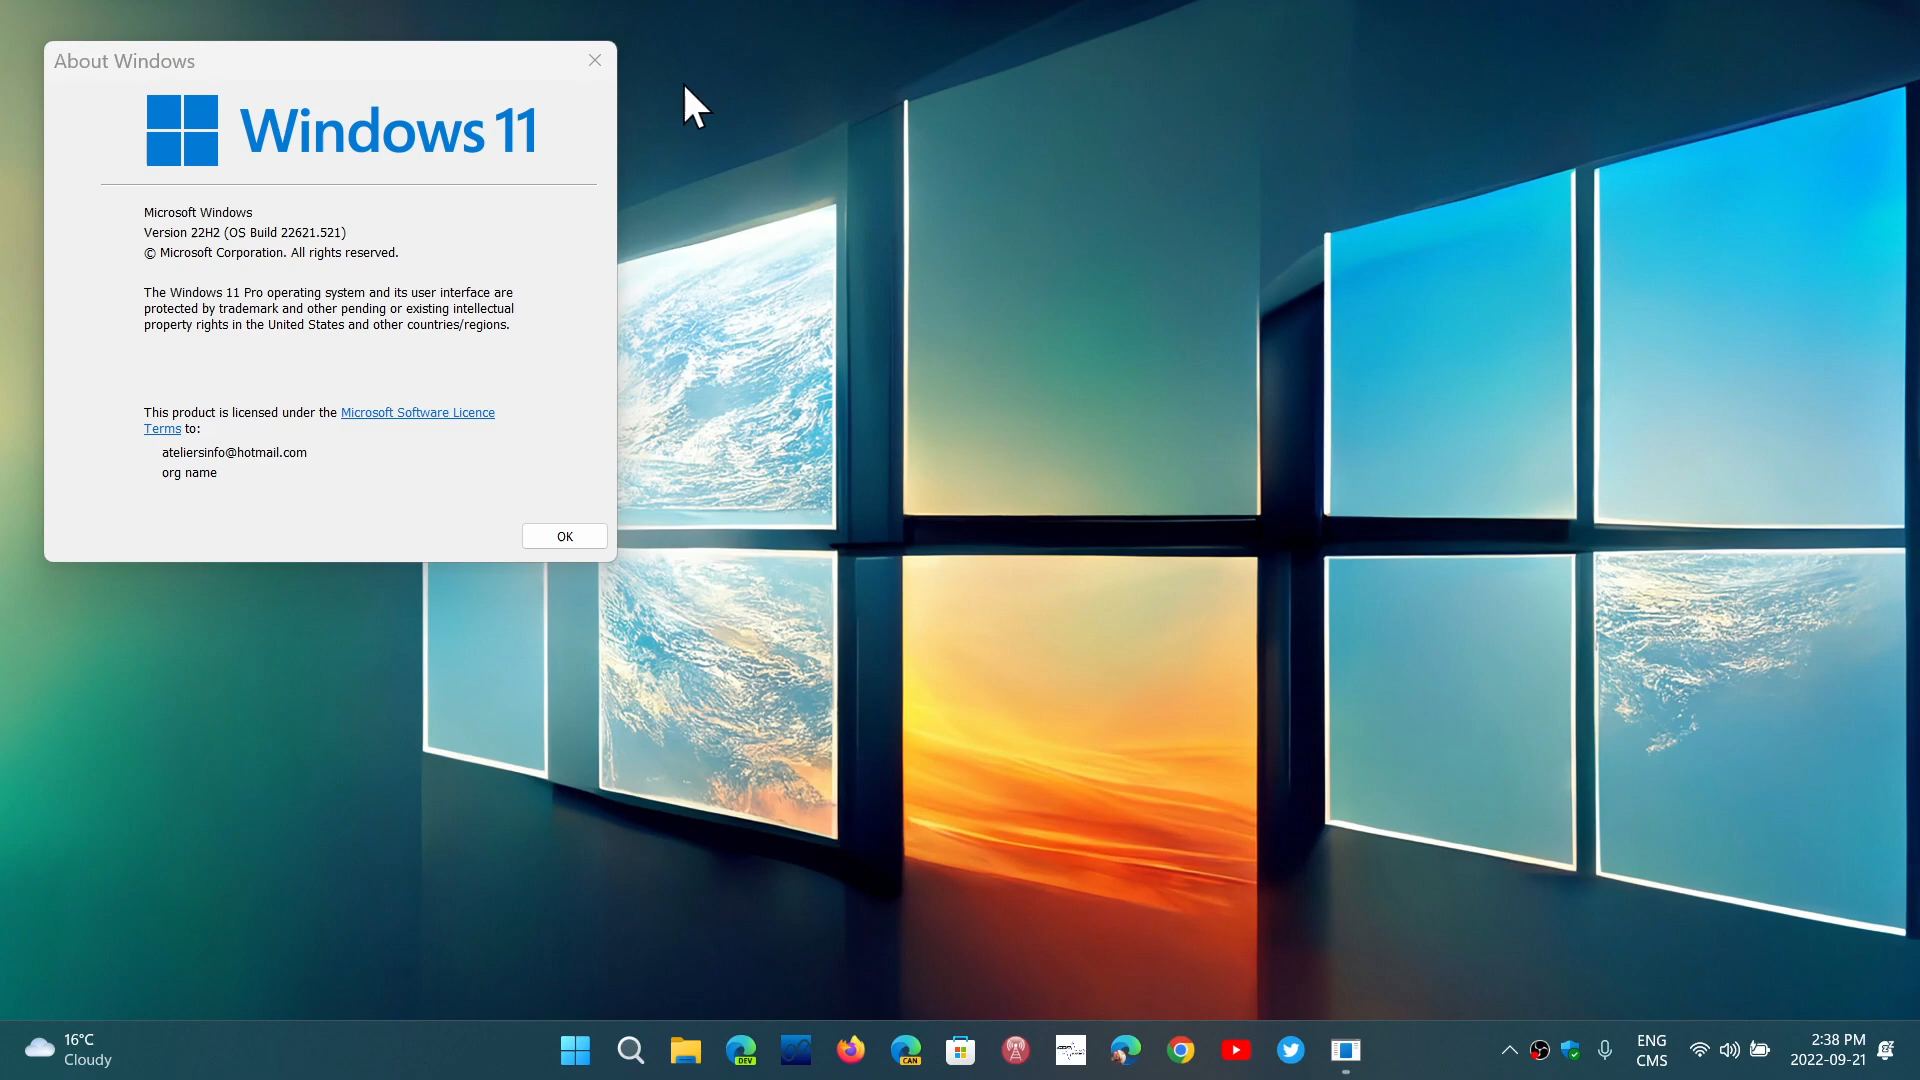 About Windows
Windows 11
Microsoft Windows
Version 22H2 (OS Build 22621.521)
© Microsoft Corporation. All rights reserved.
The Windows 11 Pro operating system and its user interface are
protected by trademark and other pending or existing intellectual
property rights in the United States and other countries/regions.
This product is licensed under the Microsoft Software Licence
Terms to:
ateliersinfo@hotmail.com
org name
OK
16°C
Cloudy
DEV
CAN
ENG
CMS
2:38 PM
2022-09-21